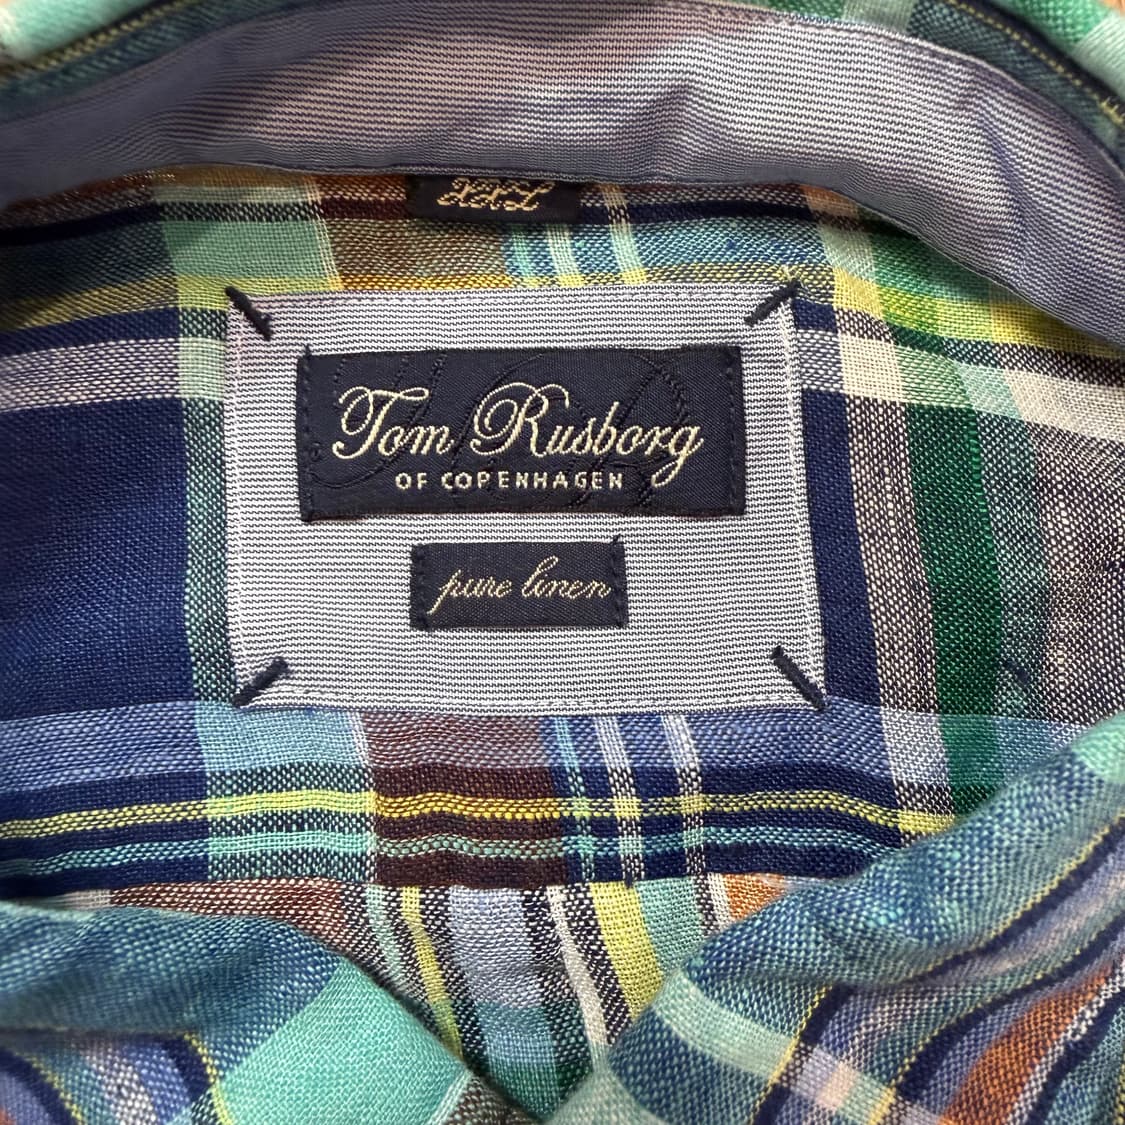 XXL
Tom Rusborg
OF COPENHAGEN
pure linen